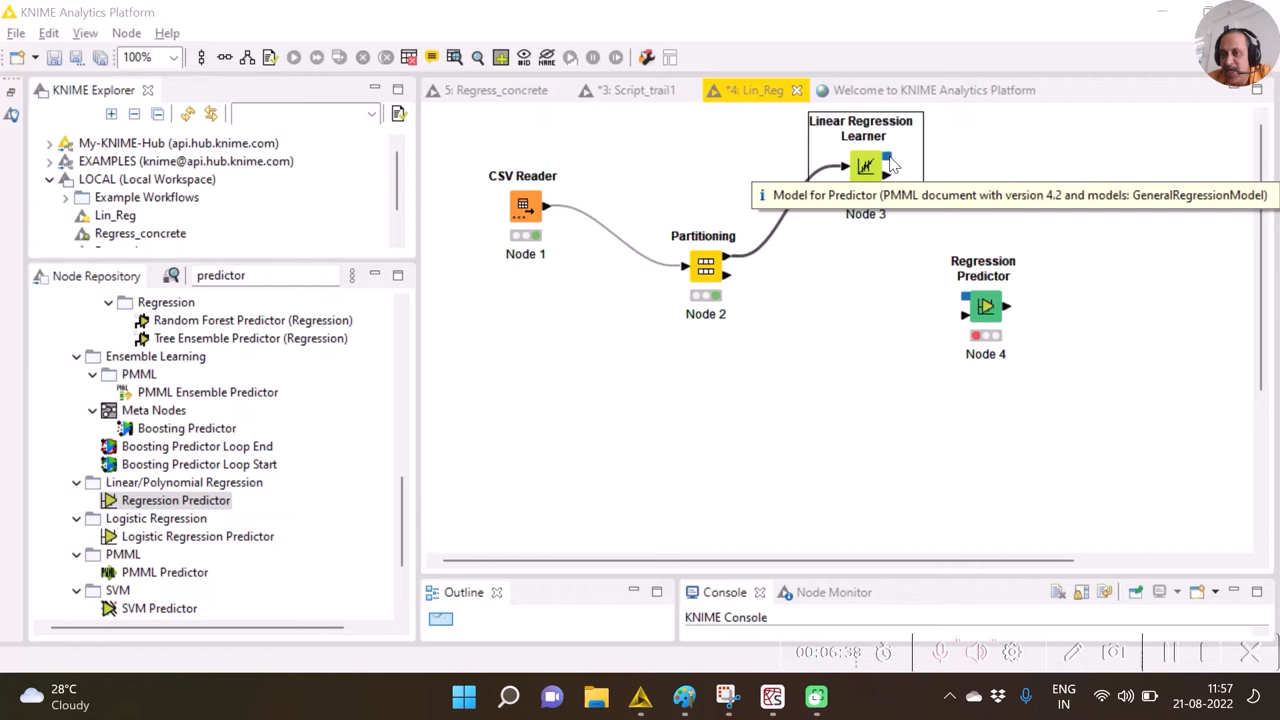 KNIME Analytics Platform
File Edit View Node Help
100%
KNIME Explorer
My-KNIME-Hub (api.hub.knime.com)
EXAMPLES (knime@api.hub.knime.com)
LOCAL (Local Workspace)
Example Workflows
Lin_Reg
Regress_concrete
Node Repository
predictor
Regression
Random Forest Predictor (Regression)
Tree Ensemble Predictor (Regression)
Ensemble Learning
PMML
PMML Ensemble Predictor
Meta Nodes
Boosting Predictor
Boosting Predictor Loop End
Boosting Predictor Loop Start
Linear/Polynomial Regression
Regression Predictor
Logistic Regression
Logistic Regression Predictor
PMML
PMML Predictor
SVM
SVM Predictor
5: Regress_concrete
*3: Script_trail1
*4: Lin_Reg
Welcome to KNIME Analytics Platform
Linear Regression
Learner
Model for Predictor (PMML document with version 4.2 and models: GeneralRegressionModel)
Node 3
CSV Reader
Node 1
Partitioning
Node 2
Regression
Predictor
Node 4
Outline
Console
Node Monitor
KNIME Console
00:06:38
28°C
Cloudy
ENG
IN
11:57
21-08-2022